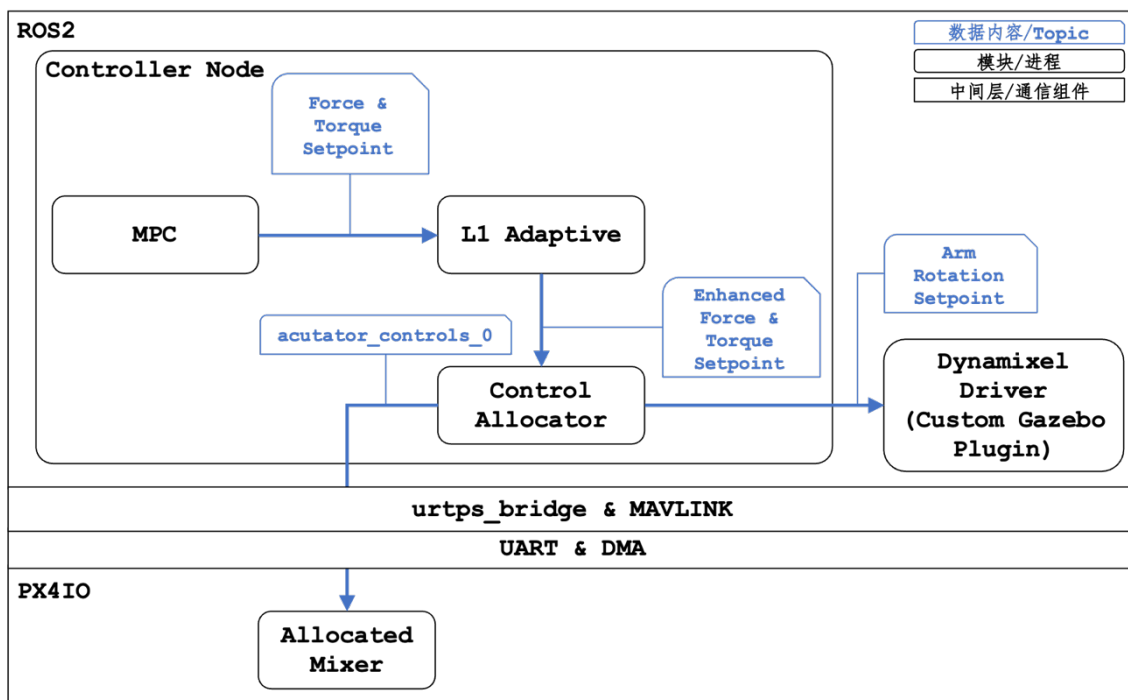 ROS2
数据内容/Topic
模块/进程
中间层/通信组件
Controller Node
Force &
Torque
Setpoint
MPC
L1 Adaptive
Arm
Rotation
Setpoint
Enhanced
Force &
Torque
Setpoint
acutator_controls_0
Control
Allocator
Dynamixel
Driver
(Custom Gazebo
Plugin)
urtps_bridge & MAVLINK
UART & DMA
PX4IO
Allocated
Mixer